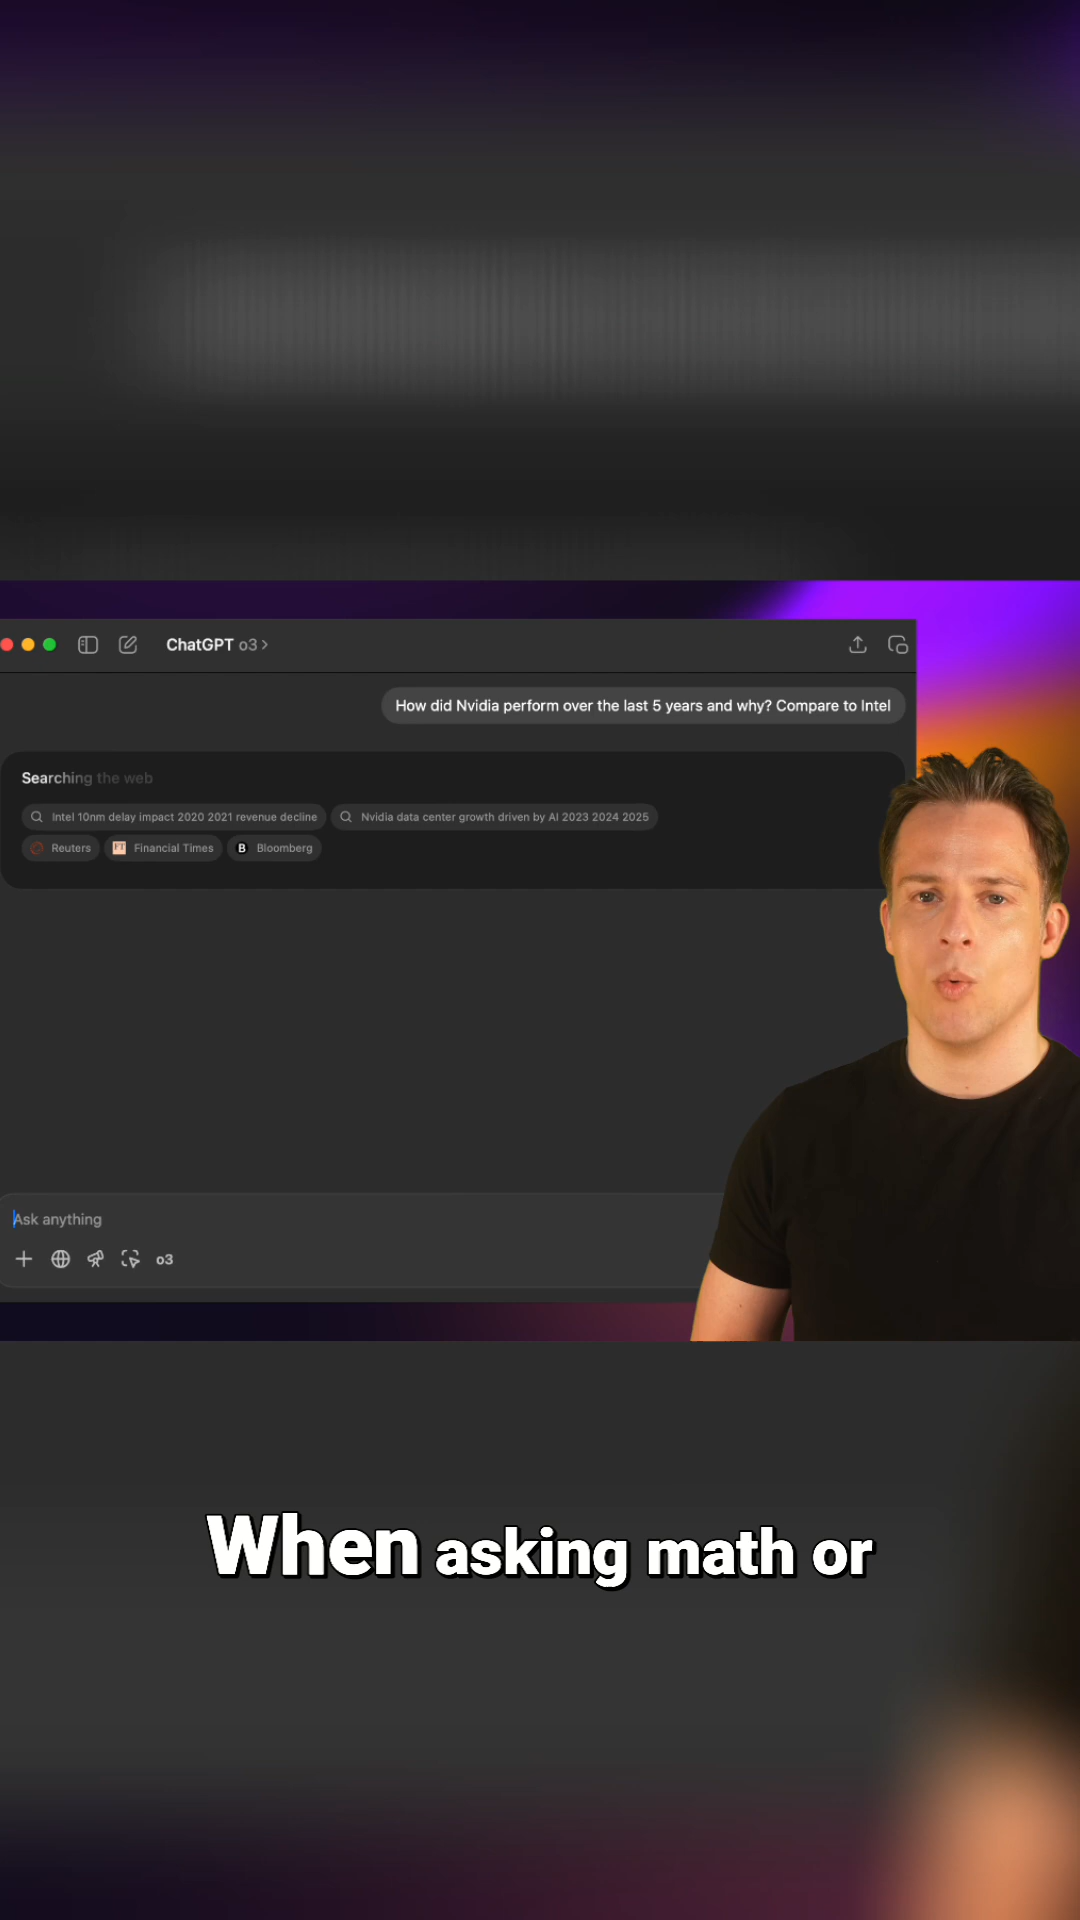 ChatGPT o3 >
How did Nvidia perform over the last 5 years and why? Compare to Intel
Searching the web
Intel 10nm delay impact 2020 2021 revenue decline
Nvidia data center growth driven by AI 2023 2024 2025
Reuters
FT Financial Times
B Bloomberg
Ask anything
o3
When asking math or